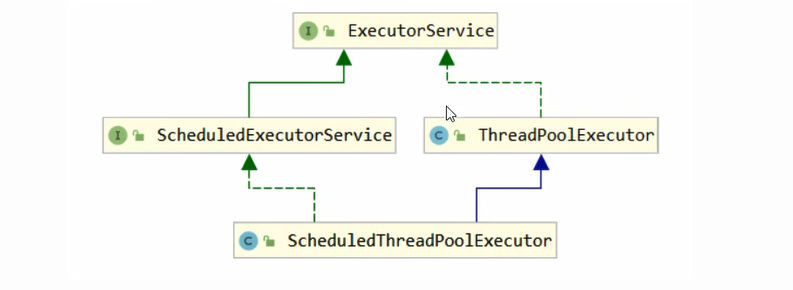 I ExecutorService
I ScheduledExecutorService C ThreadPoolExecutor
C ScheduledThreadPoolExecutor